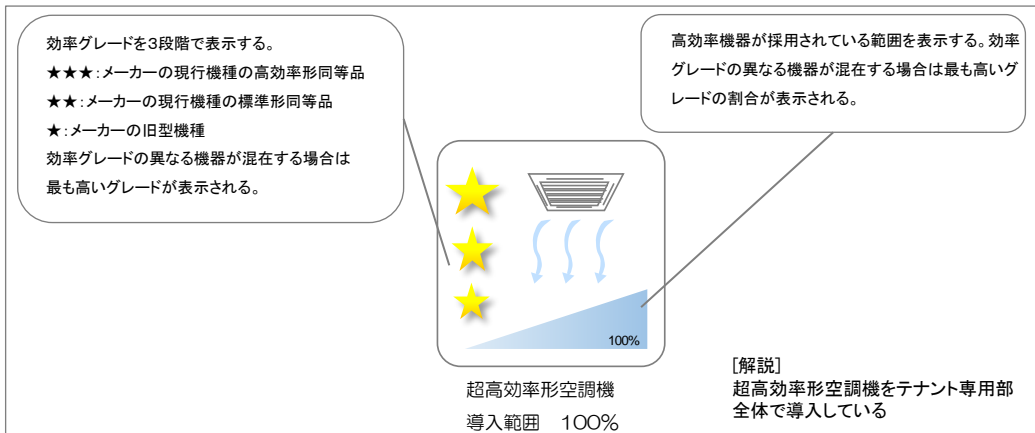 効率グレードを3段階で表示する。
★★★：メーカーの現行機種の高効率形同等品
★★：メーカーの現行機種の標準形同等品
★：メーカーの旧型機種
効率グレードの異なる機器が混在する場合は
最も高いグレードが表示される。
高効率機器が採用されている範囲を表示する。効率
グレードの異なる機器が混在する場合は最も高いグ
レードの割合が表示される。
100%
超高効率形空調機
導入範囲　100%
[解説]
超高効率形空調機をテナント専用部
全体で導入している